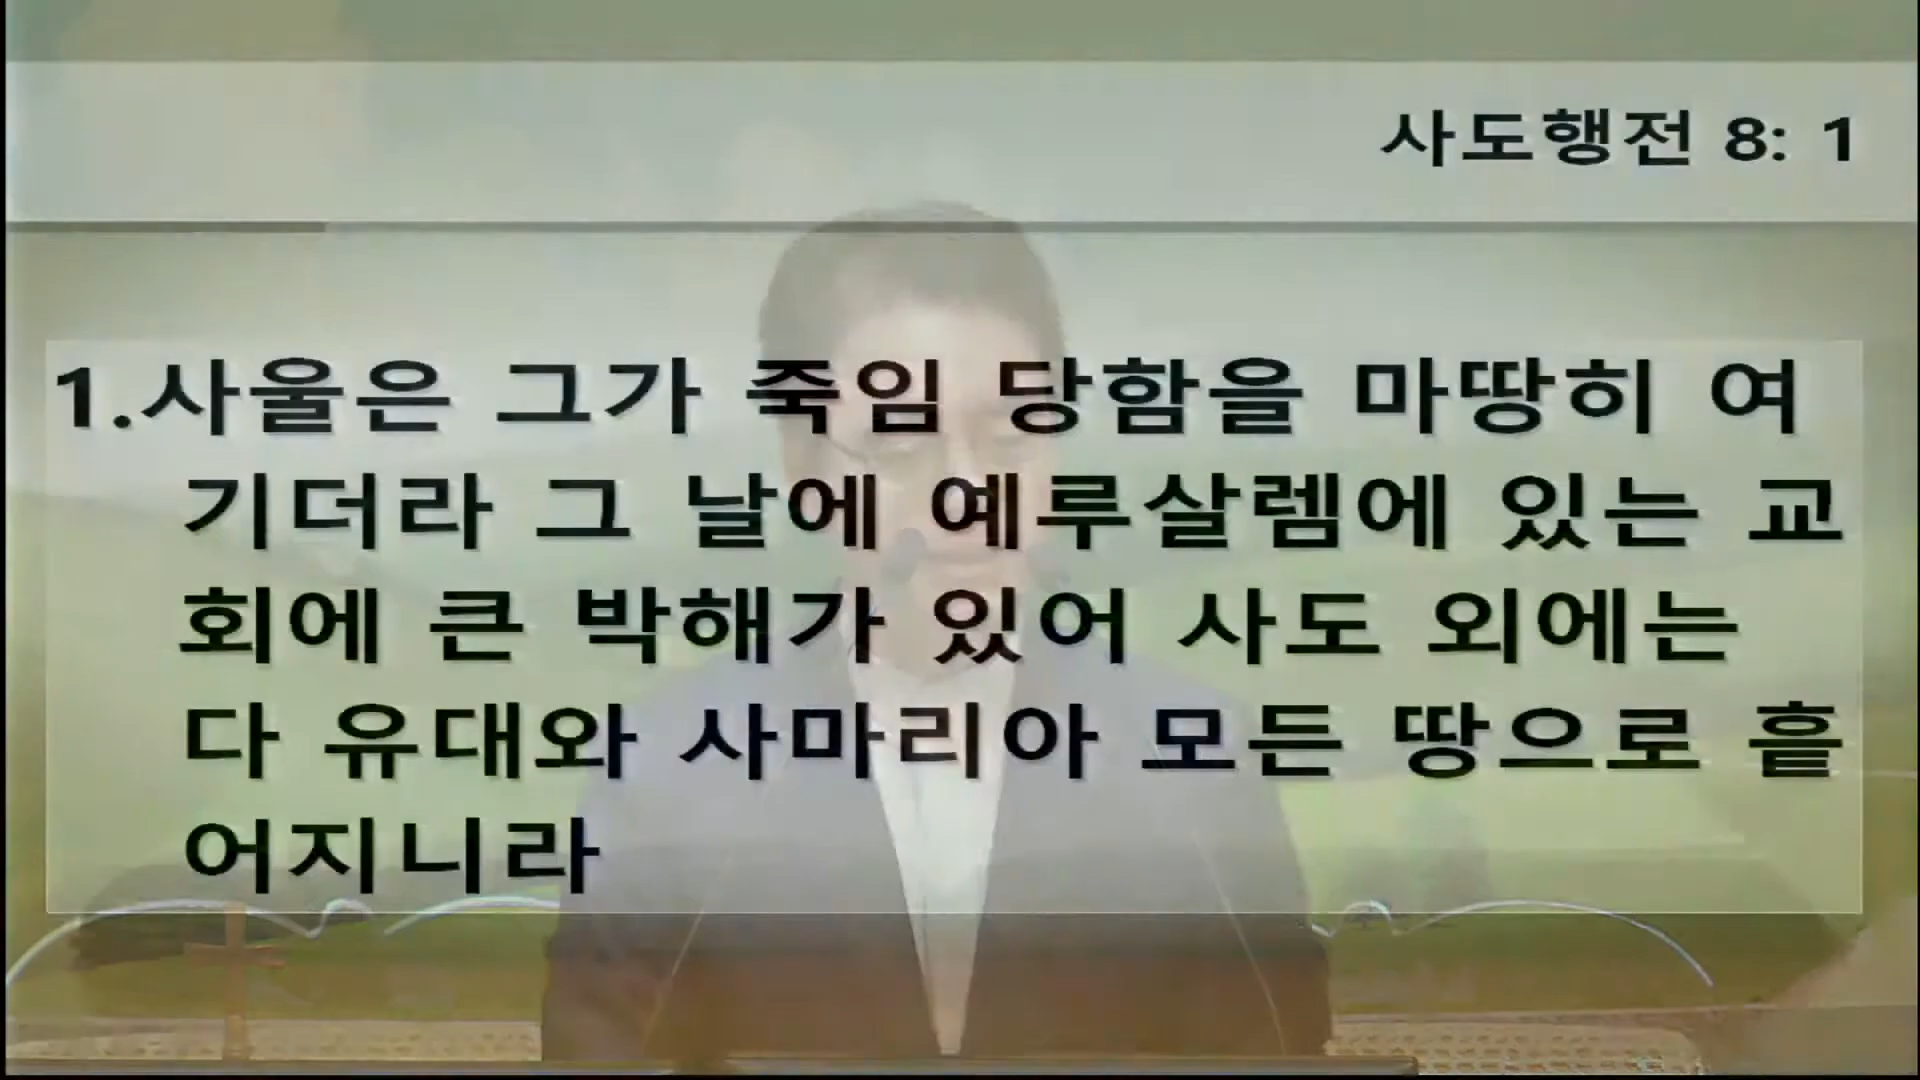 사도행전 8: 1
1.사울은 그가 죽임 당함을 마땅히 여
기더라 그 날에 예루살렘에 있는 교
회에 큰 박해가 있어 사도 외에는
다 유대와 사마리아 모든 땅으로 흩
어지니라